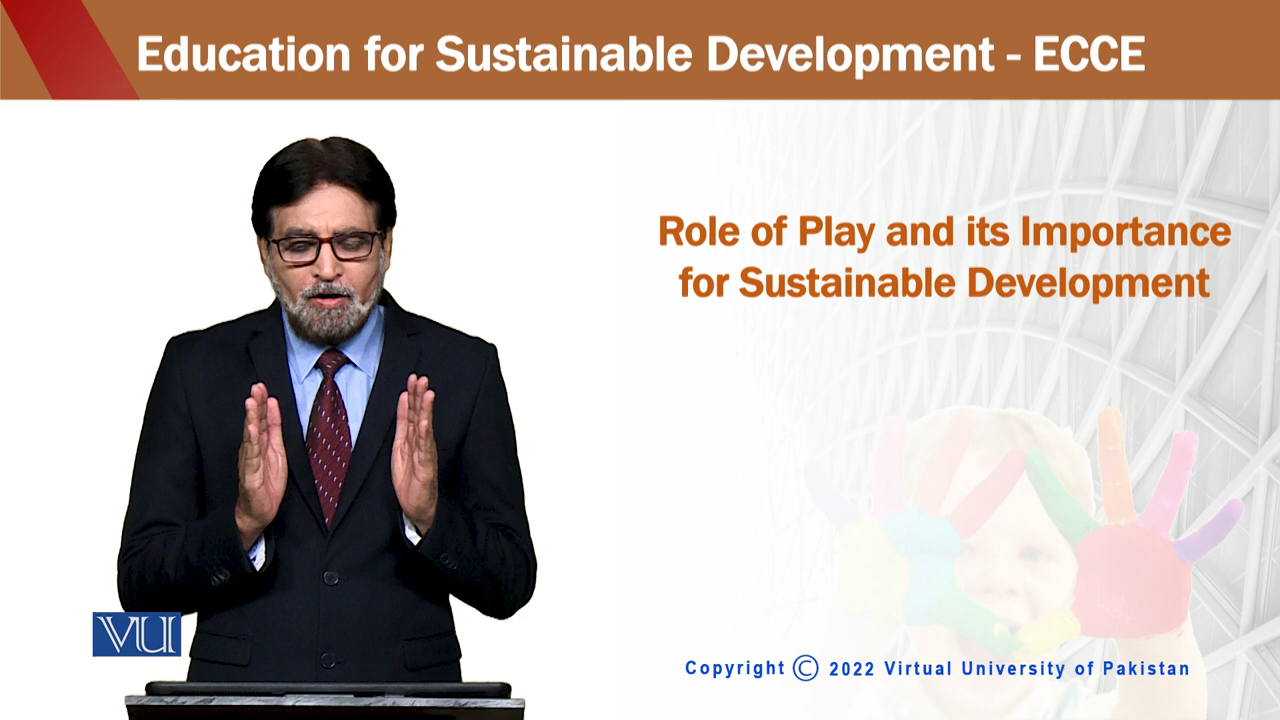 Education for Sustainable Development - ECCE
Role of Play and its Importance
for Sustainable Development
VU
Copyright © 2022 Virtual University of Pakistan